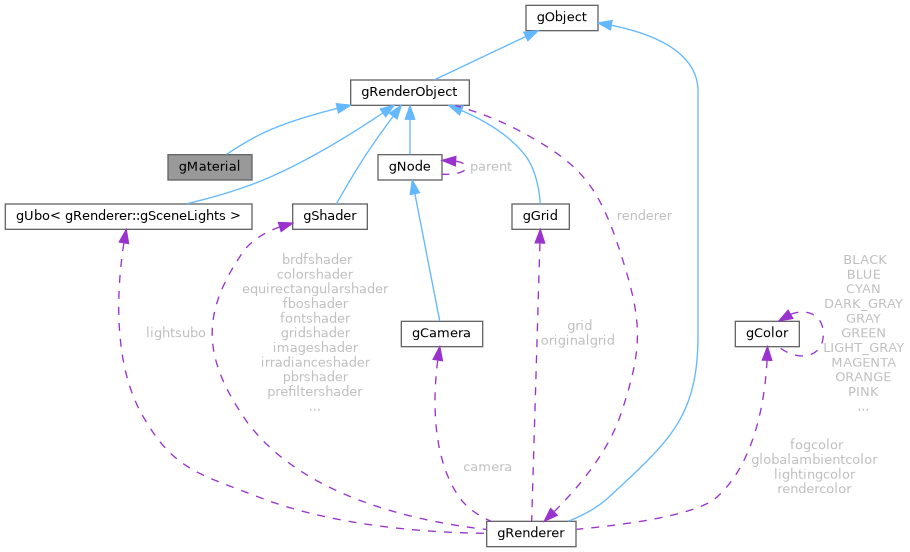 gObject
gRenderObject
gMaterial
gNode
parent
gUbo< gRenderer::gSceneLights >
gShader
gGrid
renderer
brdfshader
colorshader
equirectangularshader
fboshader
fontshader
gridshader
imageshader
irradianceshader
pbrshader
prefiltershader
...
BLACK
BLUE
CYAN
DARK_GRAY
GRAY
GREEN
LIGHT_GRAY
MAGENTA
ORANGE
PINK
...
lightsubo
gCamera
grid
originalgrid
gColor
camera
fogcolor
globalambientcolor
lightingcolor
rendercolor
gRenderer